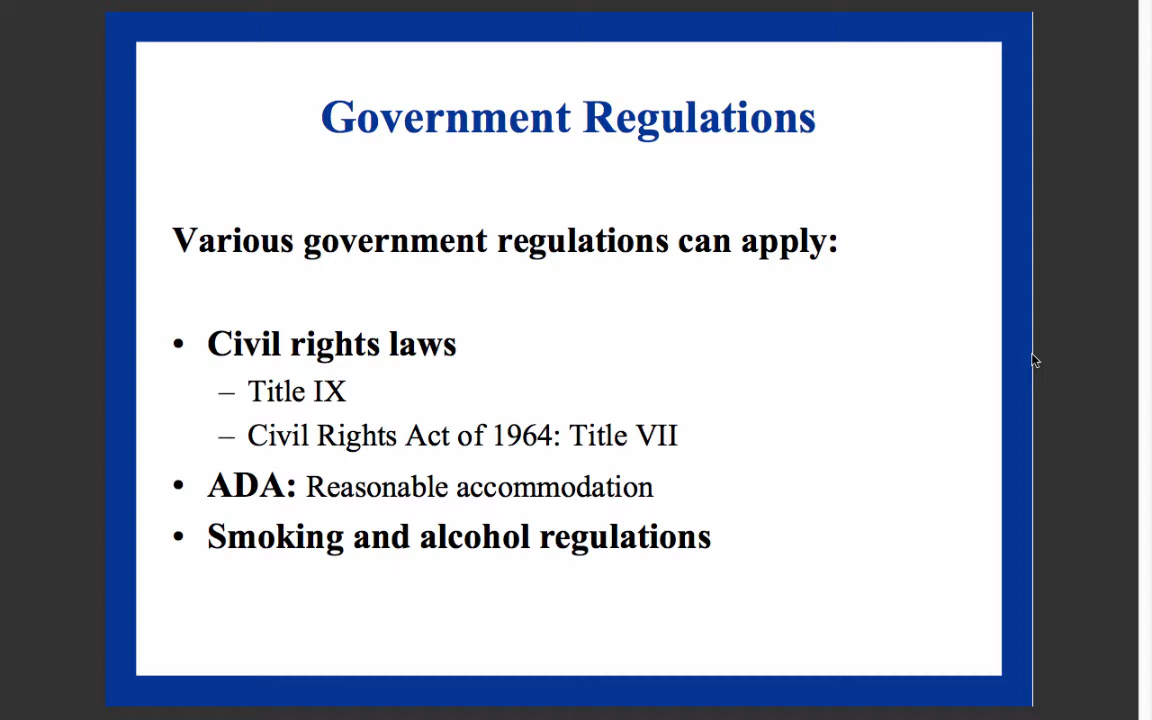 Government Regulations
Various government regulations can apply:
• Civil rights laws
– Title IX
– Civil Rights Act of 1964: Title VII
• ADA: Reasonable accommodation
• Smoking and alcohol regulations